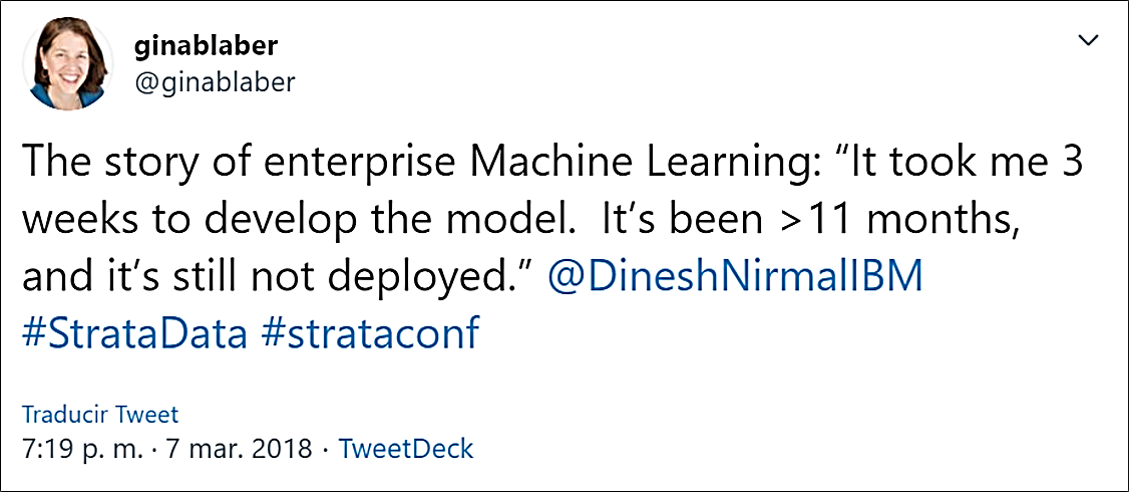 ginablaber
@ginablaber
The story of enterprise Machine Learning: “It took me 3
weeks to develop the model.  It’s been >11 months,
and it’s still not deployed.” @DineshNirmalIBM
#StrataData #strataconf
Traducir Tweet
7:19 p. m. · 7 mar. 2018 · TweetDeck